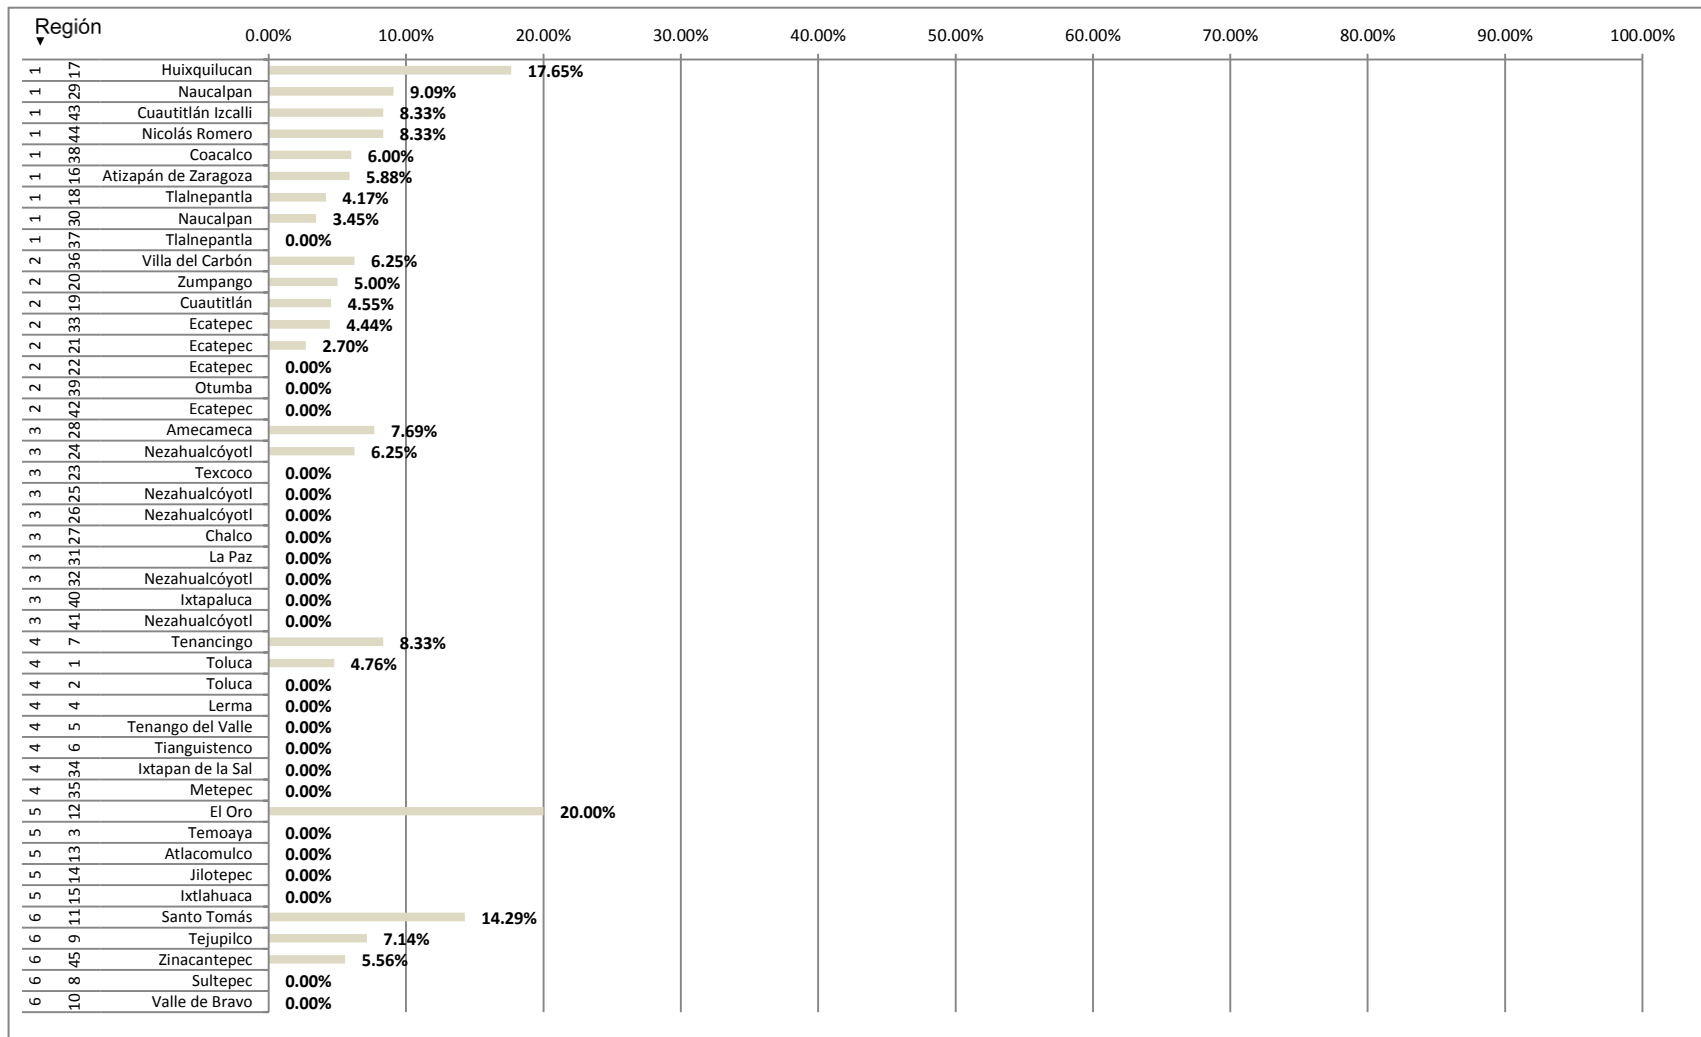 Región
▼
0.00% 10.00% 20.00% 30.00% 40.00% 50.00% 60.00% 70.00% 80.00% 90.00% 100.00%
1 17 Huixquilucan 17.65%
1 29 Naucalpan 9.09%
1 43 Cuautitlán Izcalli 8.33%
1 44 Nicolás Romero 8.33%
1 38 Coacalco 6.00%
1 16 Atizapán de Zaragoza 5.88%
1 18 Tlalnepantla 4.17%
1 30 Naucalpan 3.45%
1 37 Tlalnepantla 0.00%
2 36 Villa del Carbón 6.25%
2 20 Zumpango 5.00%
2 19 Cuautitlán 4.55%
2 33 Ecatepec 4.44%
2 21 Ecatepec 2.70%
2 22 Ecatepec 0.00%
2 39 Otumba 0.00%
2 42 Ecatepec 0.00%
3 28 Amecameca 7.69%
3 24 Nezahualcóyotl 6.25%
3 23 Texcoco 0.00%
3 25 Nezahualcóyotl 0.00%
3 26 Nezahualcóyotl 0.00%
3 27 Chalco 0.00%
3 31 La Paz 0.00%
3 32 Nezahualcóyotl 0.00%
3 40 Ixtapaluca 0.00%
3 41 Nezahualcóyotl 0.00%
4 7 Tenancingo 8.33%
4 1 Toluca 4.76%
4 2 Toluca 0.00%
4 4 Lerma 0.00%
4 5 Tenango del Valle 0.00%
4 6 Tianguistenco 0.00%
4 34 Ixtapan de la Sal 0.00%
4 35 Metepec 0.00%
5 12 El Oro 20.00%
5 3 Temoaya 0.00%
5 13 Atlacomulco 0.00%
5 14 Jilotepec 0.00%
5 15 Ixtlahuaca 0.00%
6 11 Santo Tomás 14.29%
6 9 Tejupilco 7.14%
6 45 Zinacantepec 5.56%
6 8 Sultepec 0.00%
6 10 Valle de Bravo 0.00%